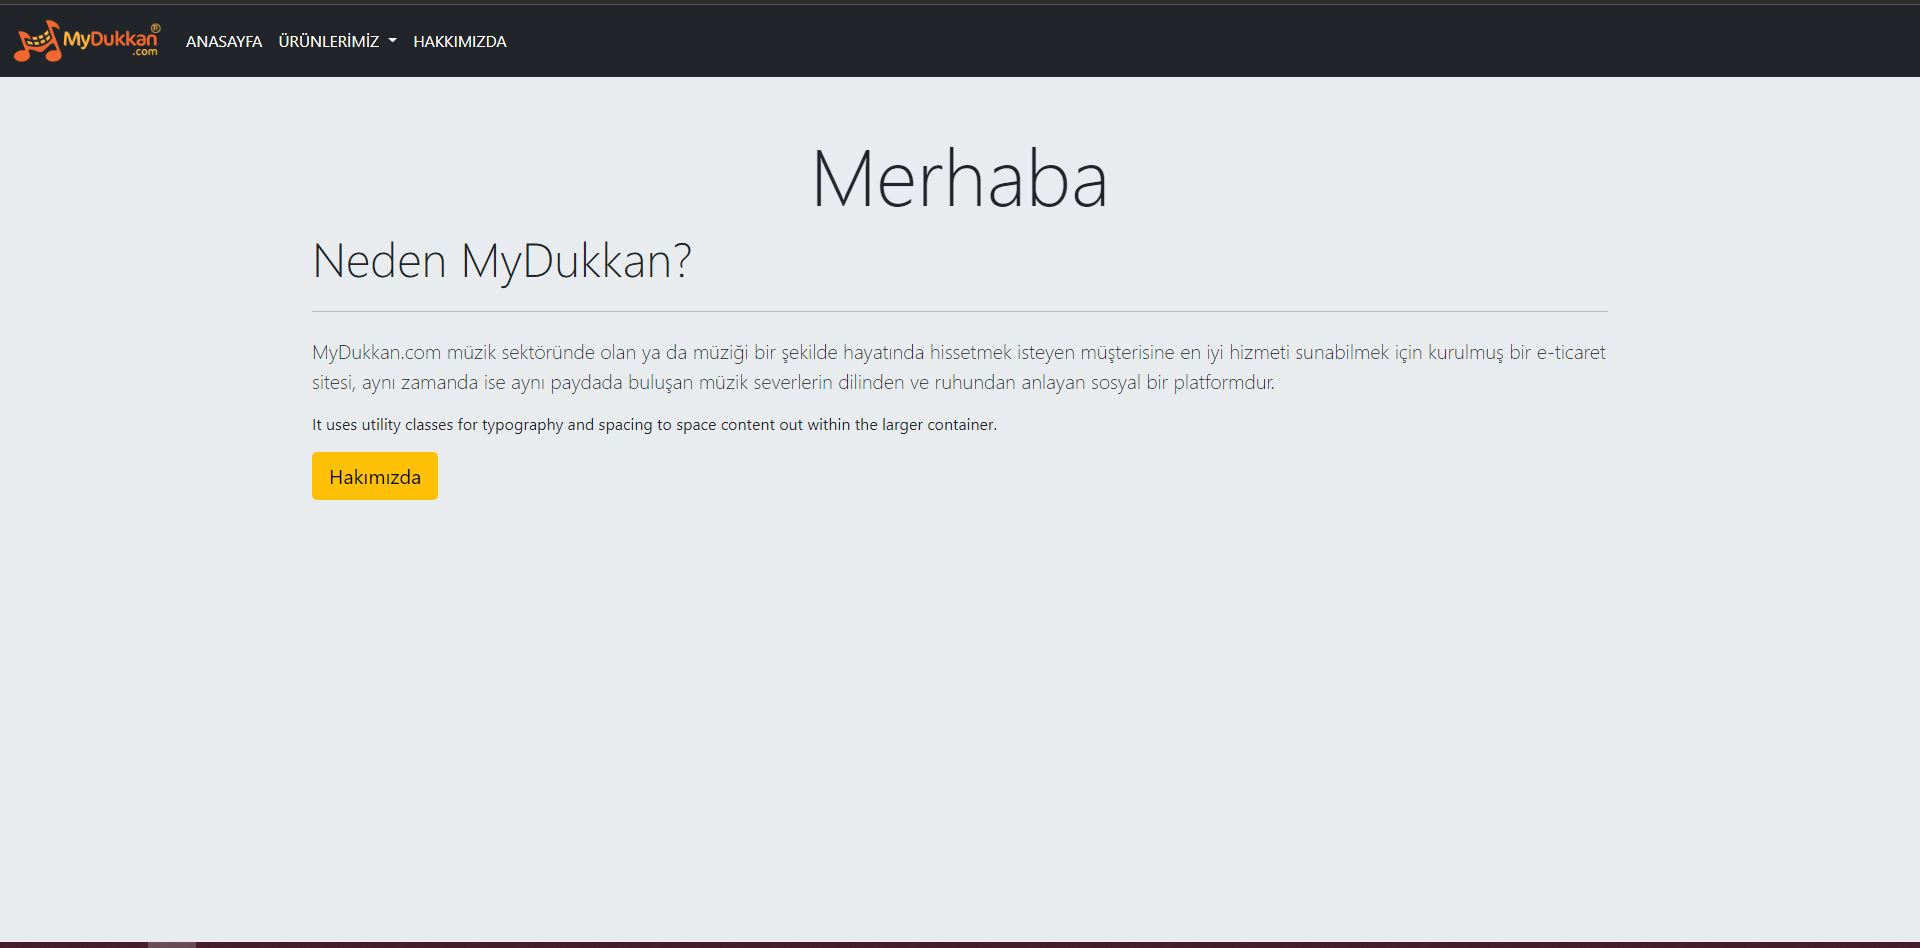 MyDukkan®
.com
ANASAYFA ÜRÜNLERİMİZ HAKKIMIZDA
Merhaba
Neden MyDukkan?
MyDukkan.com müzik sektöründe olan ya da müziği bir şekilde hayatında hissetmek isteyen müşterisine en iyi hizmeti sunabilmek için kurulmuş bir e-ticaret
sitesi, aynı zamanda ise aynı paydada buluşan müzik severlerin dilinden ve ruhundan anlayan sosyal bir platformdur.
It uses utility classes for typography and spacing to space content out within the larger container.
Hakımızda